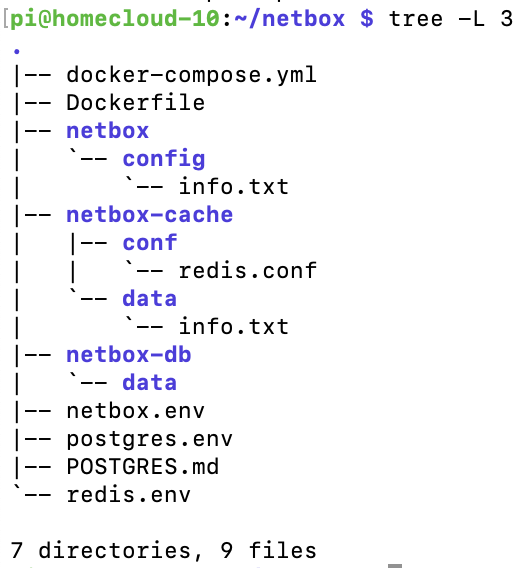 [pi@homecloud-10:~/netbox $ tree -L 3
.
|-- docker-compose.yml
|-- Dockerfile
|-- netbox
|   `-- config
|       `-- info.txt
|-- netbox-cache
|   |-- conf
|   |   `-- redis.conf
|   `-- data
|       `-- info.txt
|-- netbox-db
|   `-- data
|-- netbox.env
|-- postgres.env
|-- POSTGRES.md
`-- redis.env

7 directories, 9 files